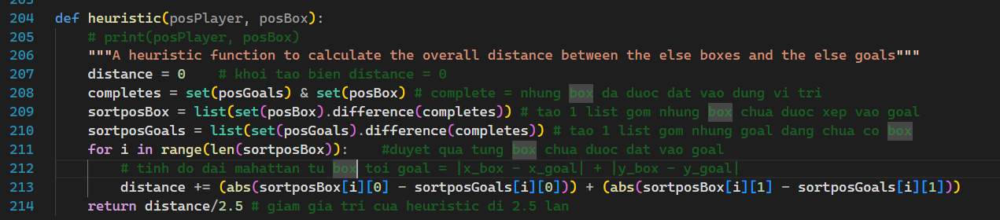 203
204 def heuristic(posPlayer, posBox):
205     # print(posPlayer, posBox)
206     """A heuristic function to calculate the overall distance between the else boxes and the else goals"""
207     distance = 0    # khoi tao bien distance = 0
208     completes = set(posGoals) & set(posBox) # complete = nhung box da duoc dat vao dung vi tri
209     sortposBox = list(set(posBox).difference(completes)) # tao 1 list gom nhung box chua duoc xep vao goal
210     sortposGoals = list(set(posGoals).difference(completes)) # tao 1 list gom nhung goal dang chua co box
211     for i in range(len(sortposBox)):    #duyet qua tung box chua duoc dat vao goal
212         # tinh do dai mahattan tu box toi goal = |x_box - x_goal| + |y_box - y_goal|
213         distance += (abs(sortposBox[i][0] - sortposGoals[i][0])) + (abs(sortposBox[i][1] - sortposGoals[i][1]))
214     return distance/2.5 # giam gia tri cua heuristic di 2.5 lan